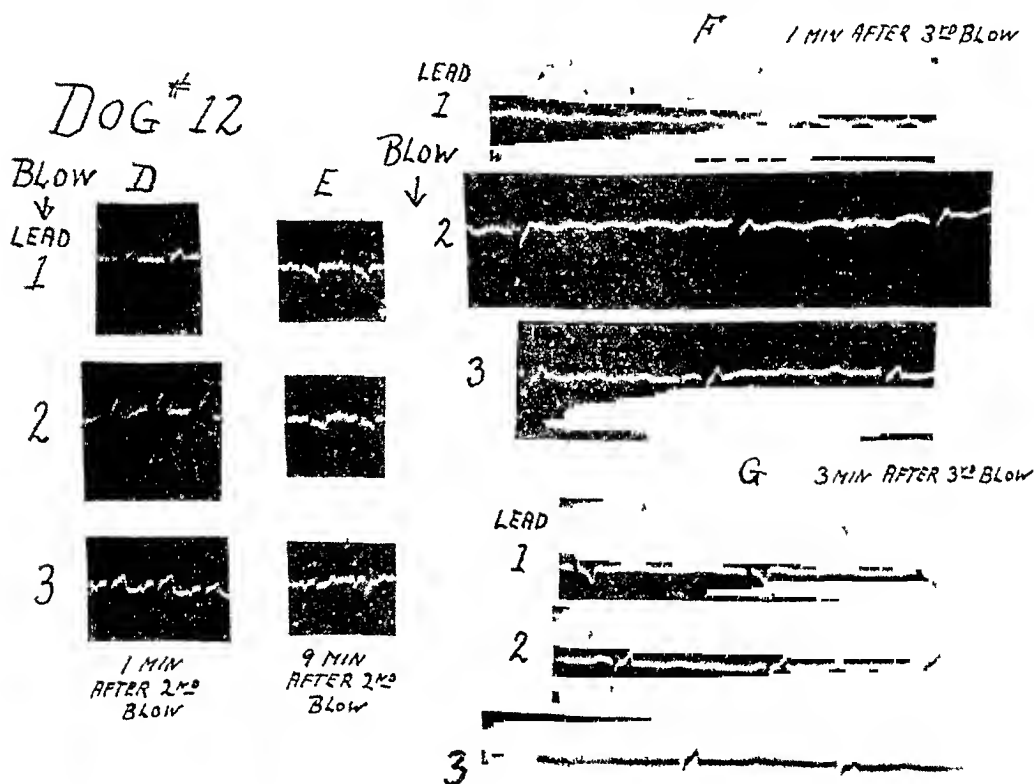 DOG #12
BLOW D
LEAD
1
2
3
1 MIN
AFTER 2ND
BLOW
E
9 MIN
AFTER 2ND
BLOW
BLOW
F 1 MIN AFTER 3RD BLOW
LEAD
1
2
3
G 3 MIN AFTER 3RD BLOW
LEAD
1
2
3